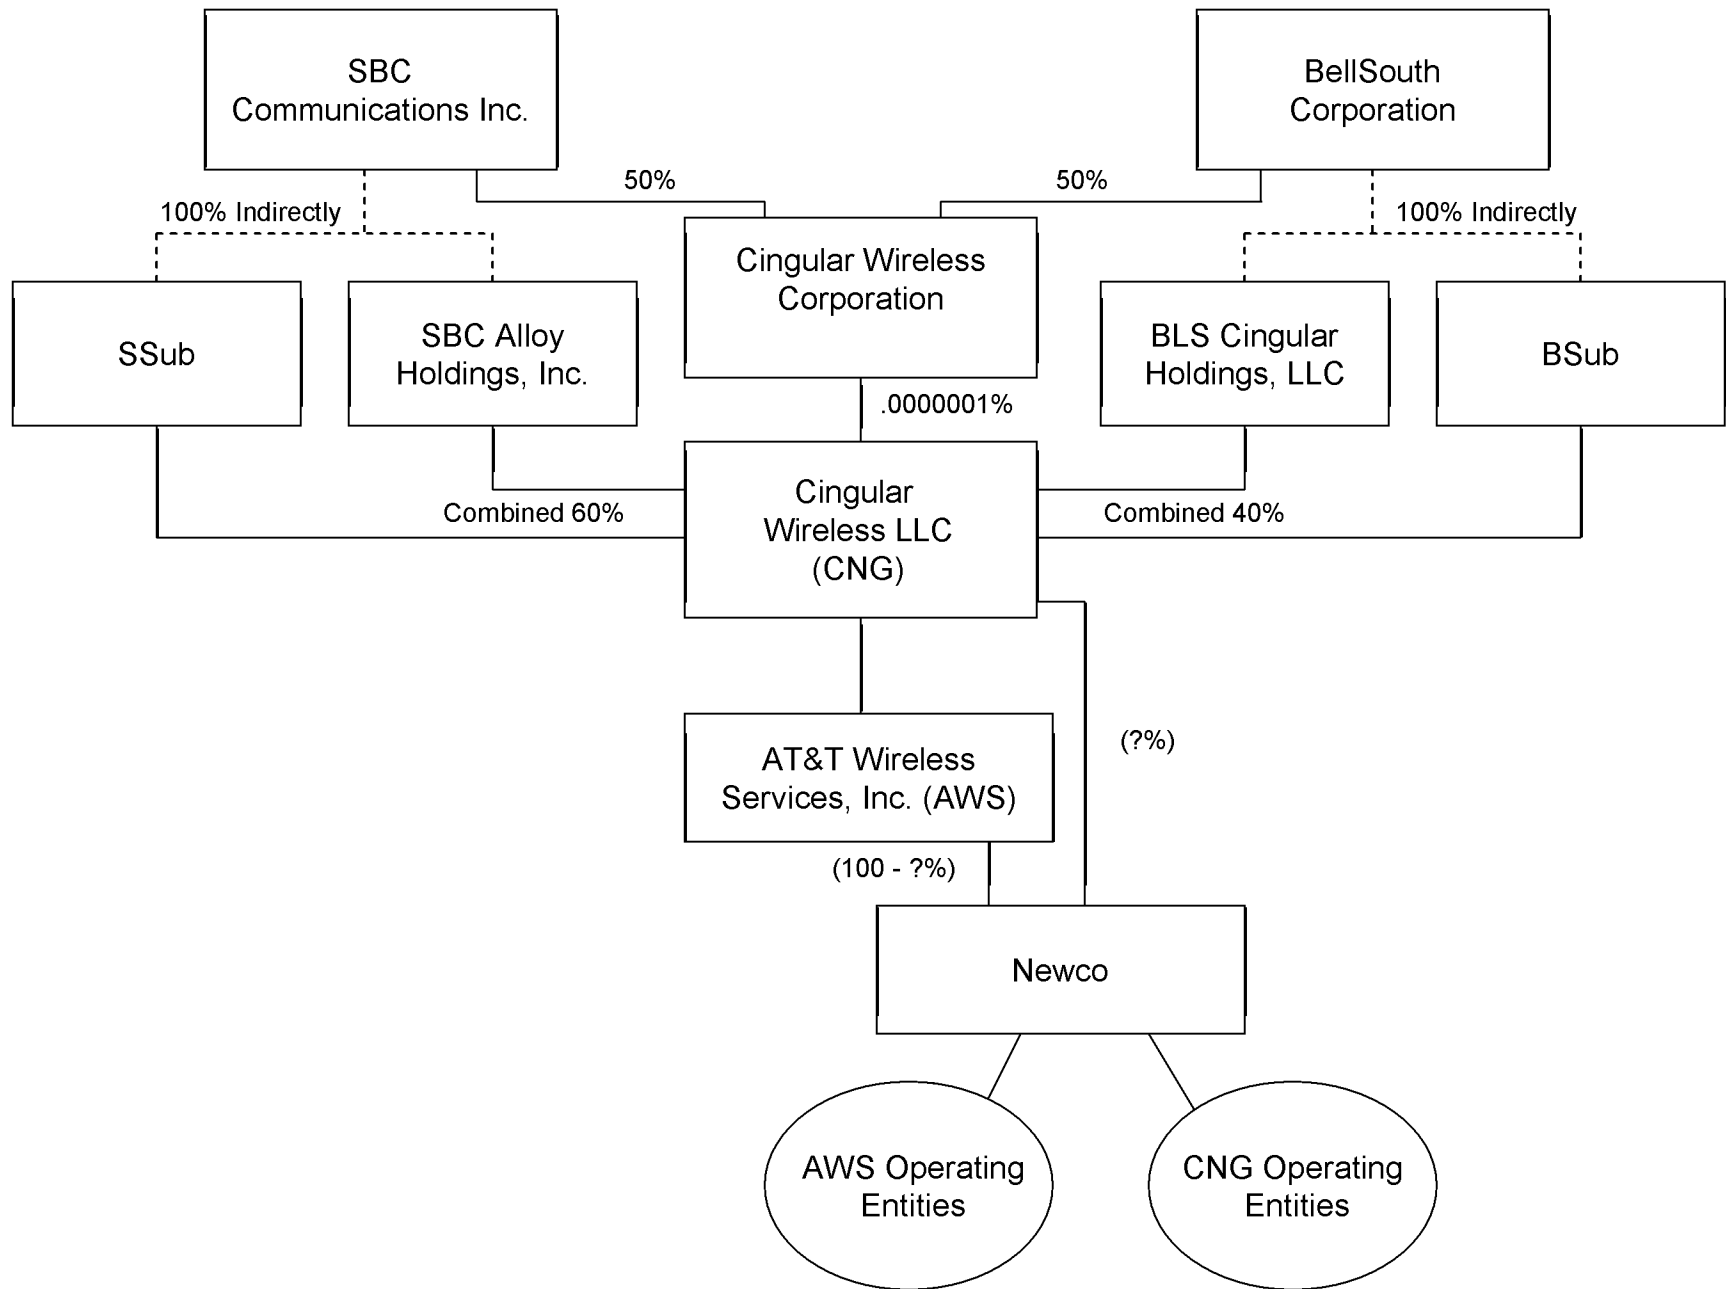 SBC
Communications Inc.
BellSouth
Corporation
50%
50%
100% Indirectly
100% Indirectly
Cingular Wireless
Corporation
SSub
SBC Alloy
Holdings, Inc.
BLS Cingular
Holdings, LLC
BSub
.0000001%
Cingular
Wireless LLC
(CNG)
Combined 60%
Combined 40%
AT&T Wireless
Services, Inc. (AWS)
(?%)
(100 - ?%)
Newco
AWS Operating
Entities
CNG Operating
Entities